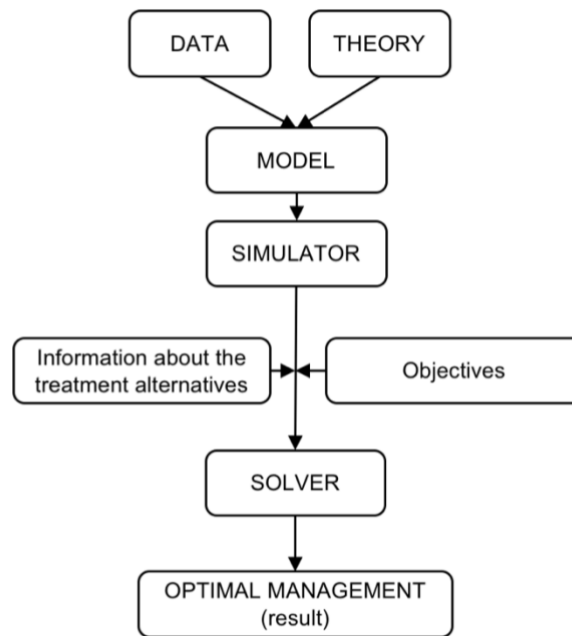 DATA
THEORY
MODEL
SIMULATOR
Information about the
treatment alternatives
Objectives
SOLVER
OPTIMAL MANAGEMENT
(result)